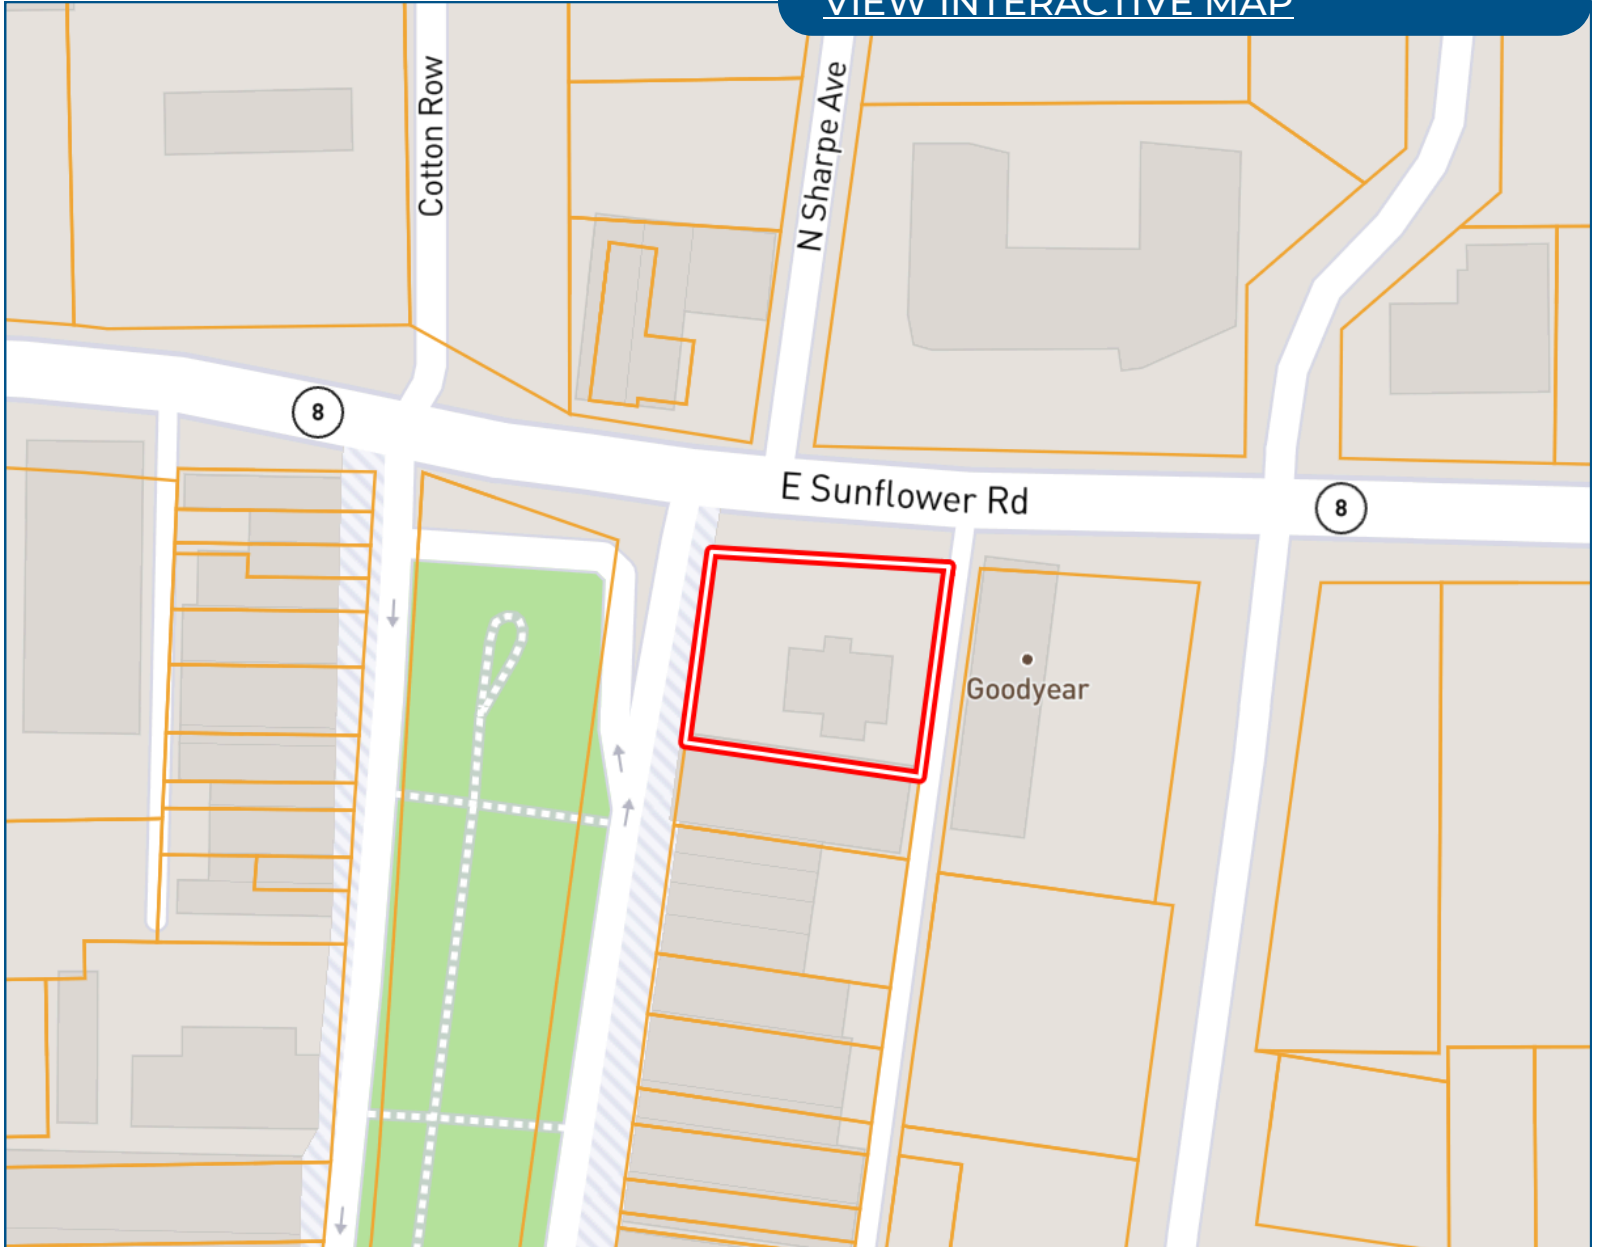 VIEW INTERACTIVE MAP
Cotton Row
N Sharpe Ave
8
E Sunflower Rd
8
Goodyear